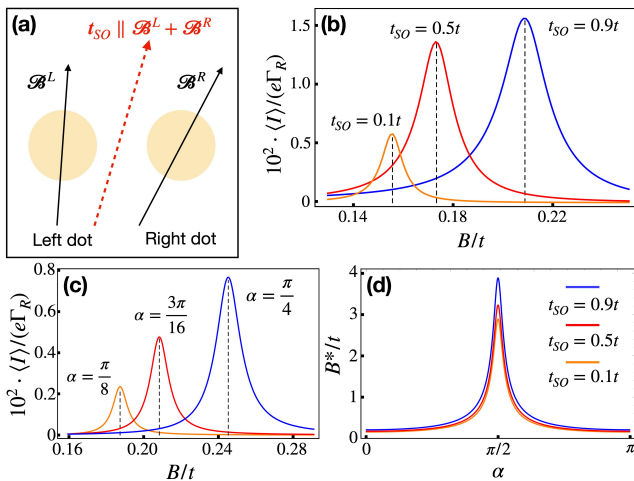 (a)
t_SO ∥ 𝓑^L + 𝓑^R
𝓑^L
𝓑^R
Left dot
Right dot
(b)
10² · ⟨I⟩/(eΓ_R)
1.5
1.0
0.5
0
t_SO = 0.5t
t_SO = 0.9t
t_SO = 0.1t
0.14
0.18
0.22
B/t
(c)
10² · ⟨I⟩/(eΓ_R)
0.8
0.6
0.4
0.2
0
α = π/8
α = 3π/16
α = π/4
0.16
0.20
0.24
0.28
B/t
(d)
B*/t
4
3
2
1
0
t_SO = 0.9t
t_SO = 0.5t
t_SO = 0.1t
0
π/2
π
α